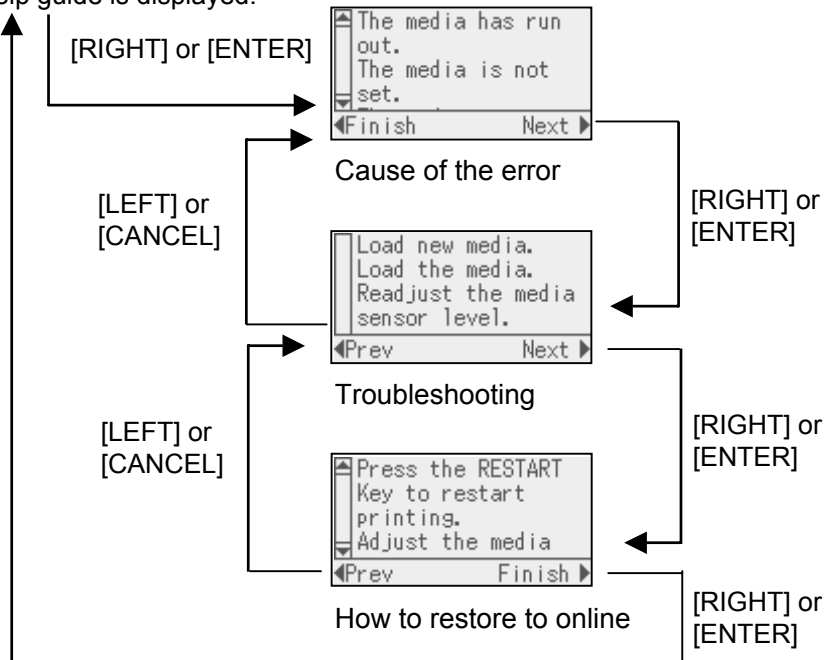 guide is displayed.
[RIGHT] or [ENTER]
The media has run
out.
The media is not
set.
Finish Next
Cause of the error
[LEFT] or
[CANCEL]
[RIGHT] or
[ENTER]
Load new media.
Load the media.
Readjust the media
sensor level.
Prev Next
Troubleshooting
[LEFT] or
[CANCEL]
[RIGHT] or
[ENTER]
Press the RESTART
Key to restart
printing.
Adjust the media
Prev Finish
How to restore to online
[RIGHT] or
[ENTER]